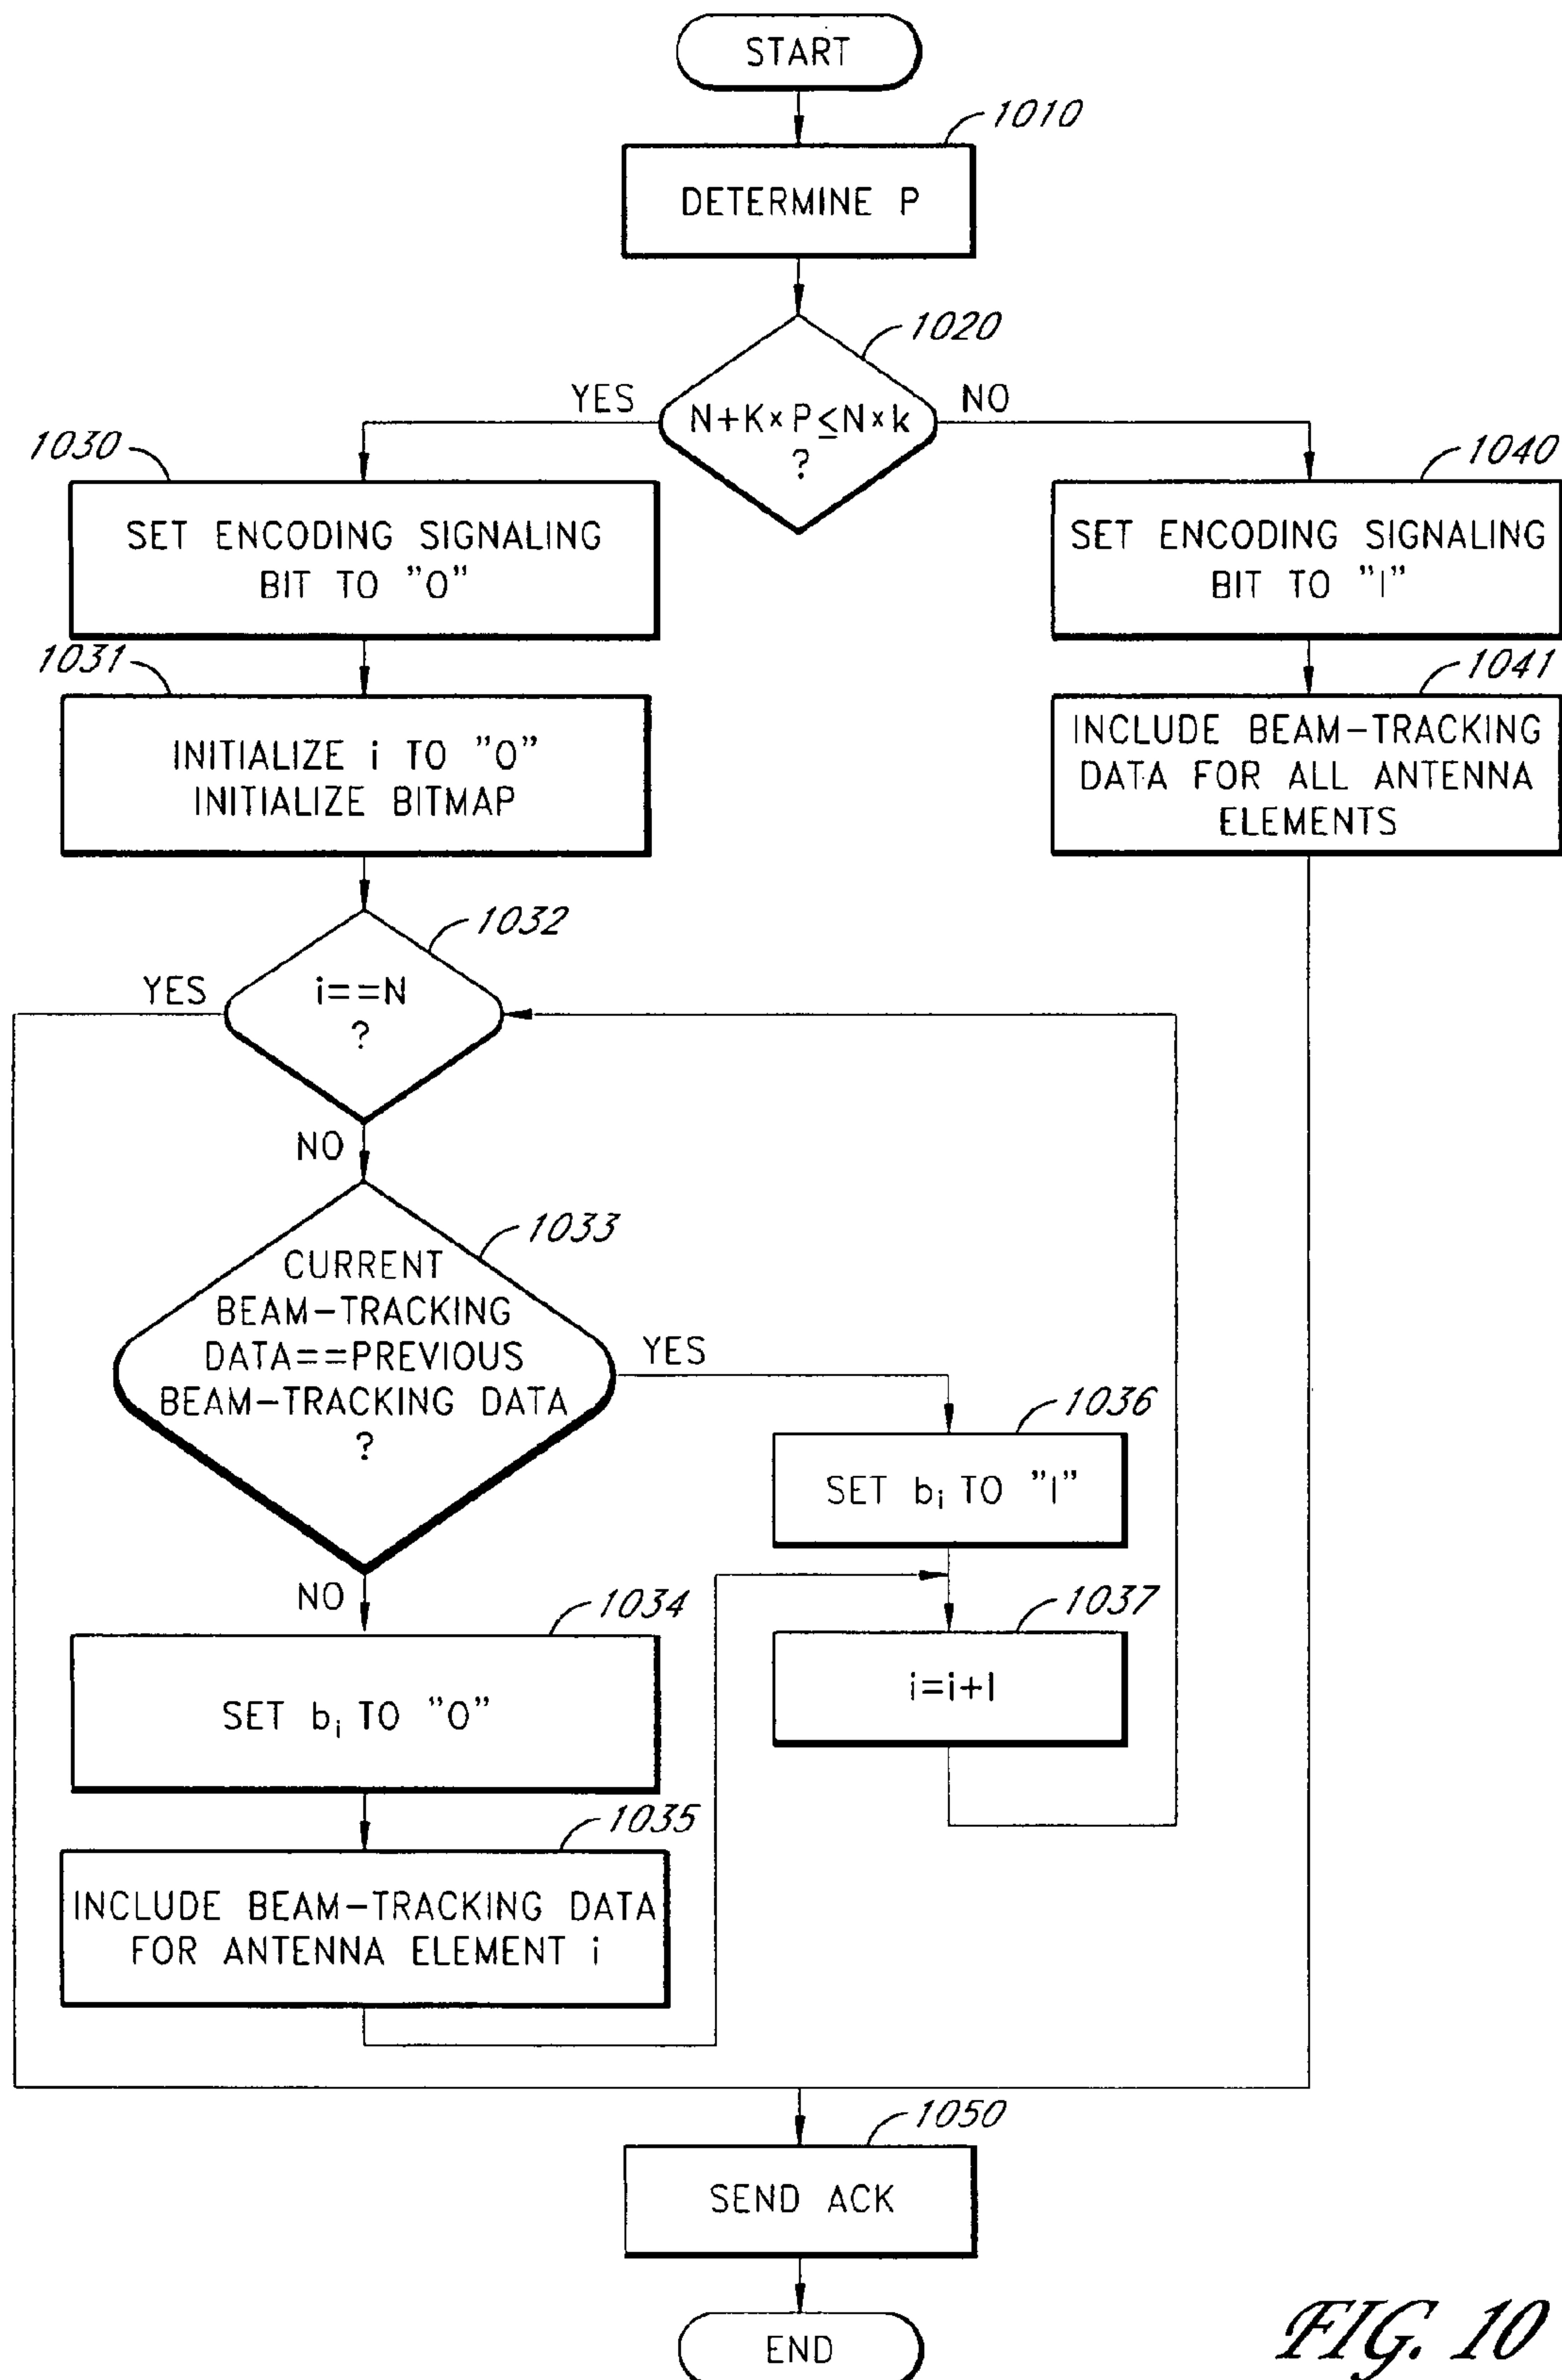 START
1010
DETERMINE P
1020
YES
N+K×P≤N×k
?
NO
1030
SET ENCODING SIGNALING
BIT TO "0"
1040
SET ENCODING SIGNALING
BIT TO "1"
1031
INITIALIZE i TO "0"
INITIALIZE BITMAP
1041
INCLUDE BEAM-TRACKING
DATA FOR ALL ANTENNA
ELEMENTS
1032
YES
i==N
?
NO
1033
CURRENT
BEAM-TRACKING
DATA==PREVIOUS
BEAM-TRACKING DATA
?
YES
1036
SET bi TO "1"
NO
1034
SET bi TO "0"
1037
i=i+1
1035
INCLUDE BEAM-TRACKING DATA
FOR ANTENNA ELEMENT i
1050
SEND ACK
END
FIG. 10